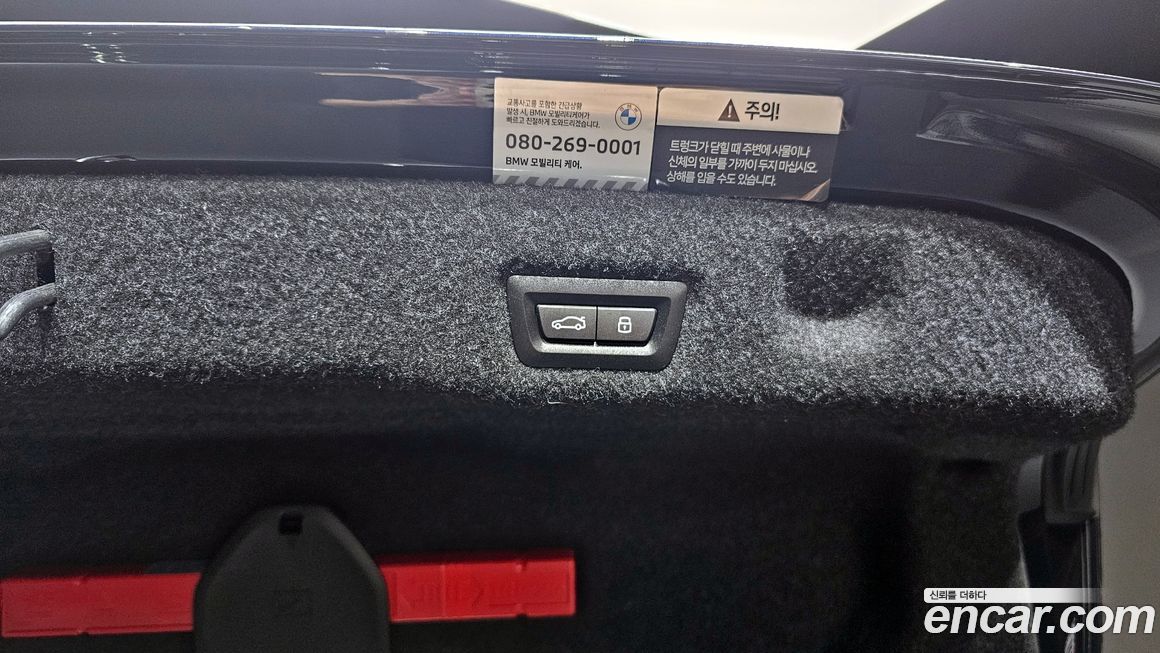 교통사고를 포함한 긴급상황
발생 시, BMW 모빌리티케어가
빠르고 친절하게 도와드리겠습니다.
080-269-0001
BMW 모빌리티 케어.
주의!
트렁크가 닫힐 때 주변에 사물이나
신체의 일부를 가까이 두지 마십시오.
상해를 입을 수도 있습니다.
신뢰를 더하다
encar.com